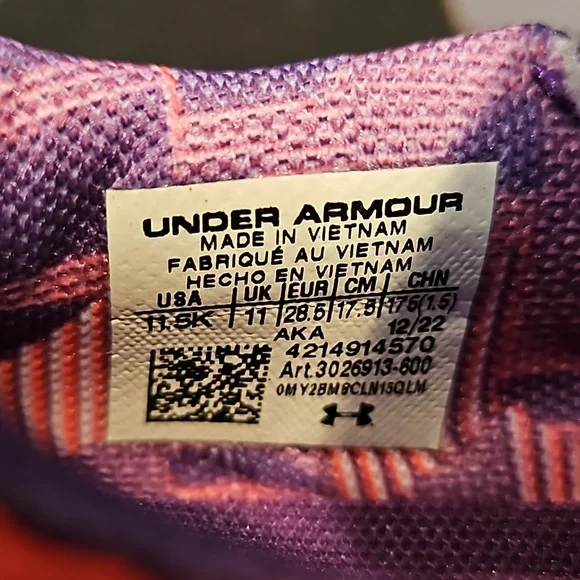 UNDER ARMOUR
MADE IN VIETNAM
FABRIQUÉ AU VIETNAM
HECHO EN VIETNAM
USA UK EUR CM CHN
11.5K 11 28.5 17.5 175(1.5)
AKA 12/22
4214914570
Art.3026913-600
0MY2BM9CLN15QLM